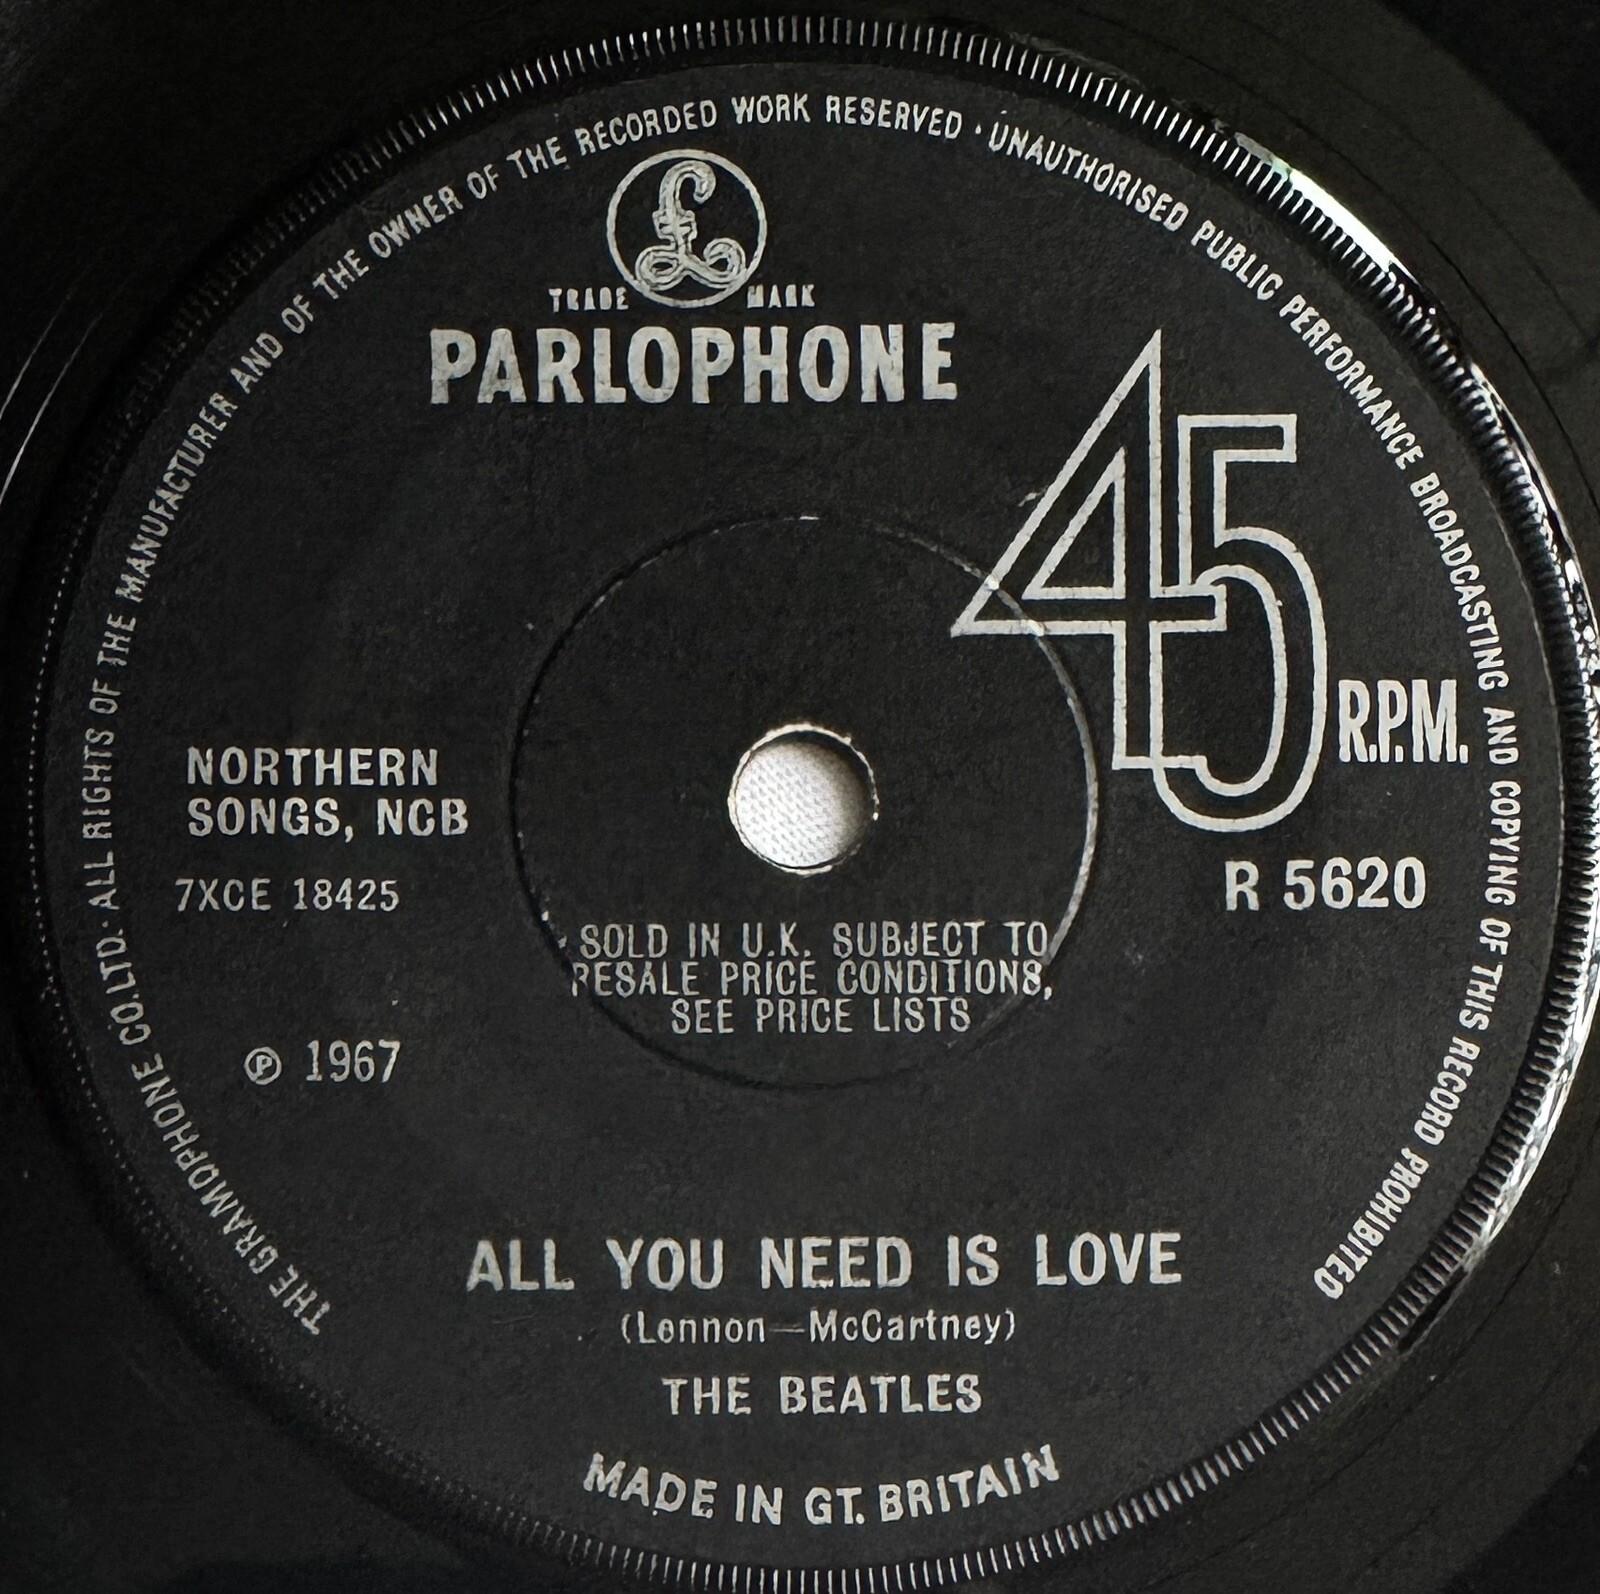 THE GRAMOPHONE CO.LTD. ALL RIGHTS OF THE MANUFACTURER AND OF THE OWNER OF THE RECORDED WORK RESERVED · UNAUTHORISED PUBLIC PERFORMANCE BROADCASTING AND COPYING OF THIS RECORD PROHIBITED
£
TRADE MARK
PARLOPHONE
45
R.P.M.
NORTHERN
SONGS, NCB
7XCE 18425
R 5620
SOLD IN U.K. SUBJECT TO
RESALE PRICE CONDITIONS,
SEE PRICE LISTS
℗ 1967
ALL YOU NEED IS LOVE
(Lennon—McCartney)
THE BEATLES
MADE IN GT. BRITAIN